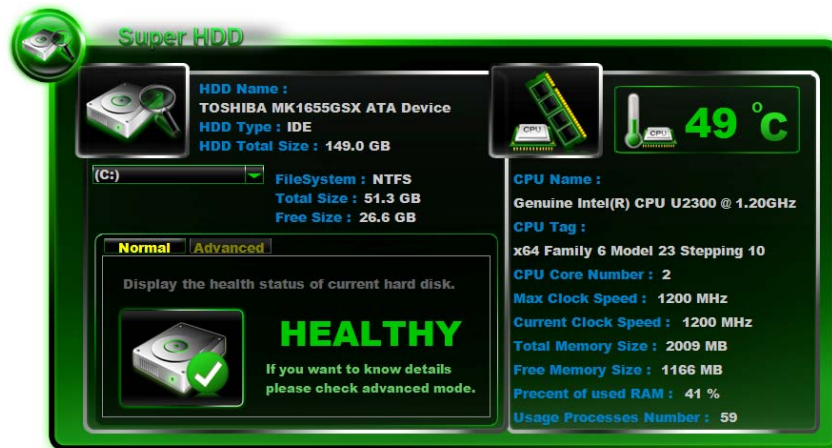 Super HDD
HDD Name :
TOSHIBA MK1655GSX ATA Device
HDD Type : IDE
HDD Total Size : 149.0 GB
(C:)
FileSystem : NTFS
Total Size : 51.3 GB
Free Size : 26.6 GB
Normal Advanced
Display the health status of current hard disk.
HEALTHY
If you want to know details
please check advanced mode.
CPU
CPU
49 °C
CPU Name :
Genuine Intel(R) CPU U2300 @ 1.20GHz
CPU Tag :
x64 Family 6 Model 23 Stepping 10
CPU Core Number : 2
Max Clock Speed : 1200 MHz
Current Clock Speed : 1200 MHz
Total Memory Size : 2009 MB
Free Memory Size : 1166 MB
Precent of used RAM : 41 %
Usage Processes Number : 59